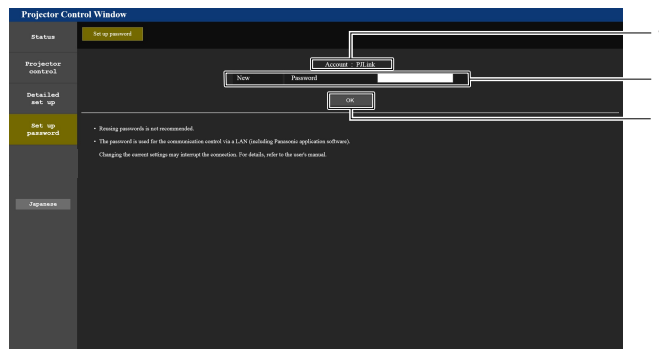 Projector Control Window
Status
Set up password
Projector
control
Account : PJLink
New Password
Detailed
set up
OK
Set up
password
• Reusing passwords is not recommended.
• The password is used for the communication control via a LAN (including Panasonic application software).
Changing the current settings may interrupt the connection. For details, refer to the user's manual.
Japanese